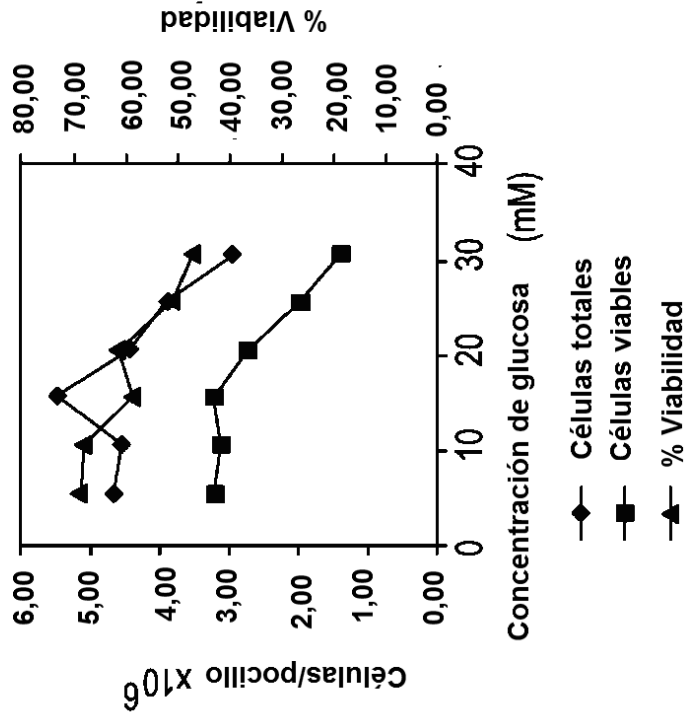 Células/pocillo X10⁶
6,00
5,00
4,00
3,00
2,00
1,00
0,00
% Viabilidad
80,00
70,00
60,00
50,00
40,00
30,00
20,00
10,00
0,00
0 10 20 30 40
Concentración de glucosa (mM)
Células totales
Células viables
% Viabilidad